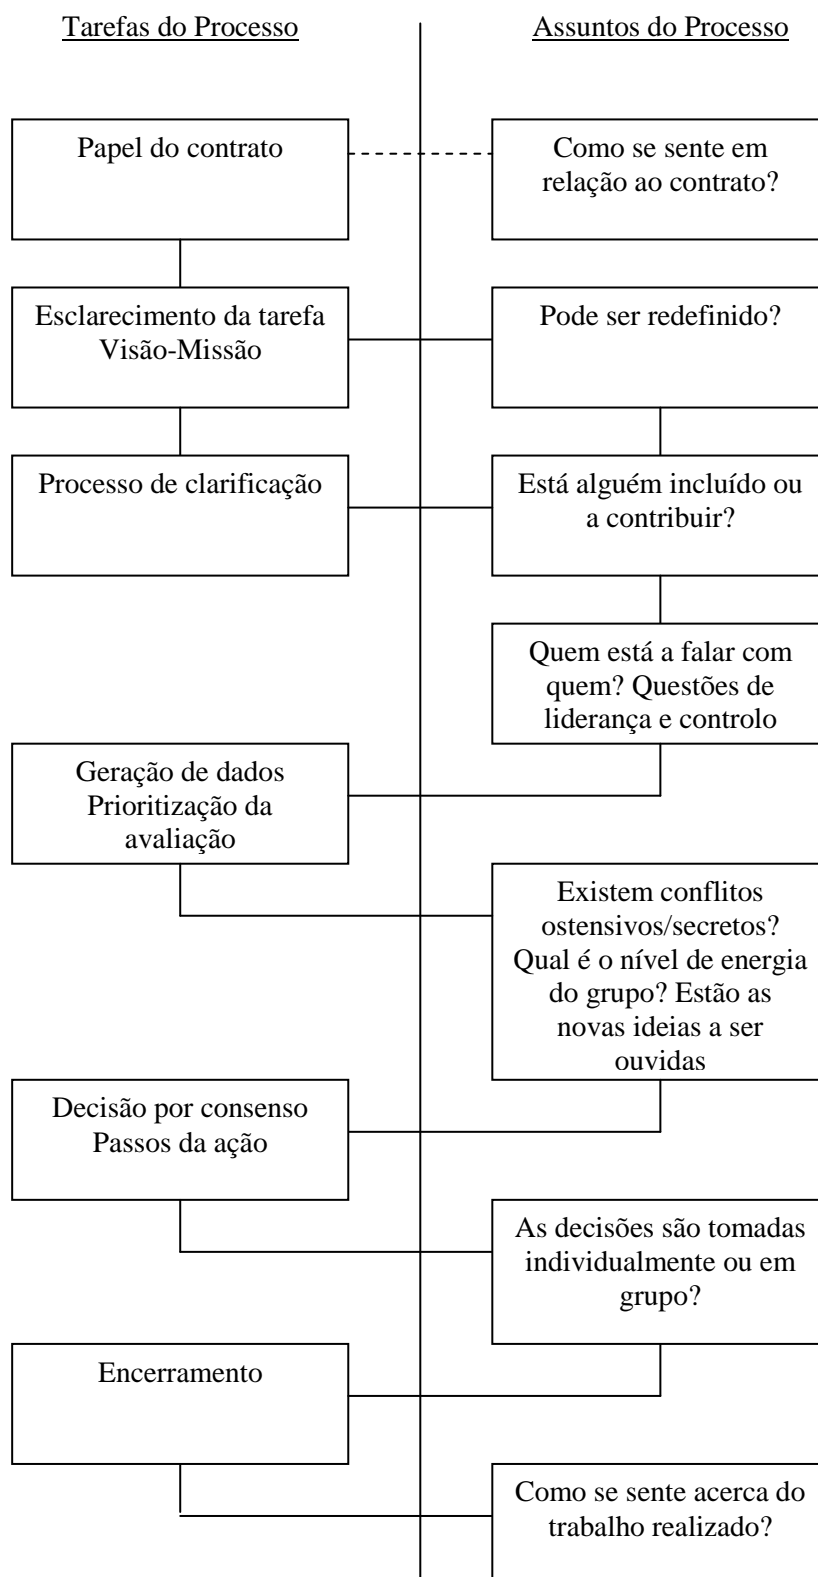 Tarefas do Processo
Assuntos do Processo
Papel do contrato
Como se sente em
relação ao contrato?
Esclarecimento da tarefa
Visão-Missão
Pode ser redefinido?
Processo de clarificação
Está alguém incluído ou
a contribuir?
Quem está a falar com
quem? Questões de
liderança e controlo
Geração de dados
Prioritização da
avaliação
Existem conflitos
ostensivos/secretos?
Qual é o nível de energia
do grupo? Estão as
novas ideias a ser
ouvidas
Decisão por consenso
Passos da ação
As decisões são tomadas
individualmente ou em
grupo?
Encerramento
Como se sente acerca do
trabalho realizado?